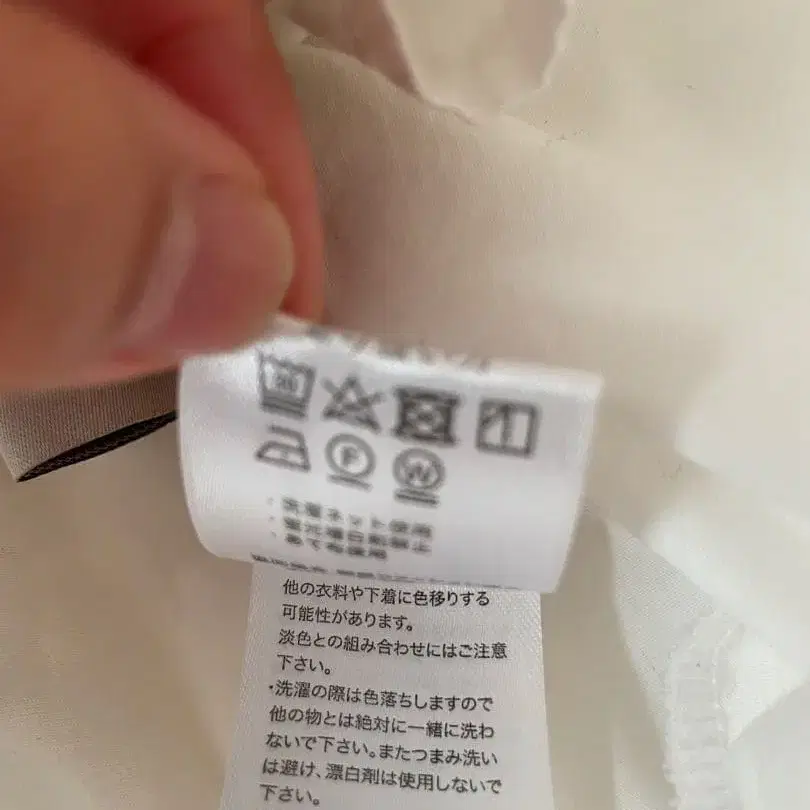 F
W
・洗濯ネット使用
・蛍光増白剤禁止
・あて布使用
他の衣料や下着に色移りする
可能性があります。
淡色との組み合わせにはご注意
下さい。
・洗濯の際は色落ちしますので
他の物とは絶対に一緒に洗わ
ないで下さい。またつまみ洗い
は避け、漂白剤は使用しないで
下さい。